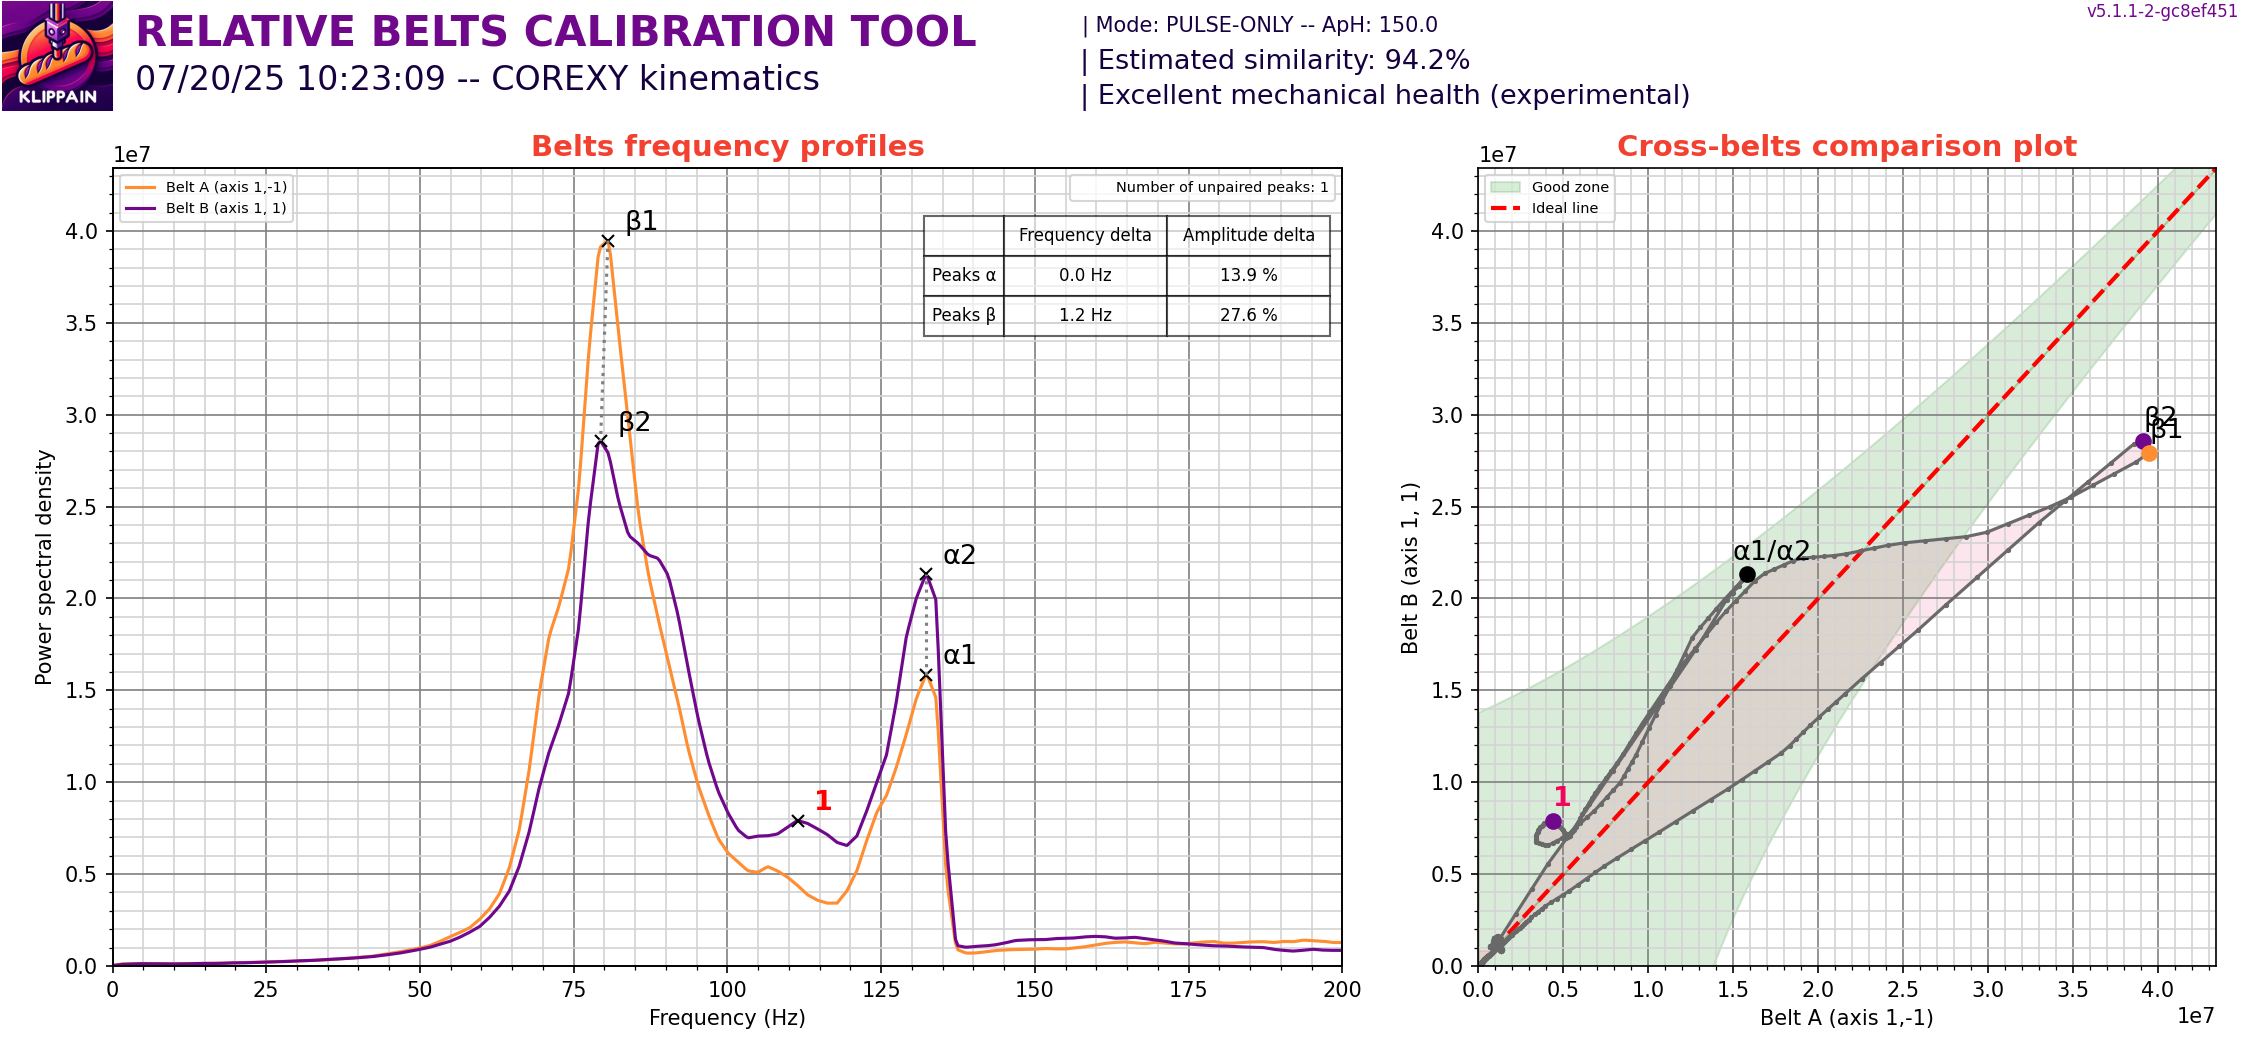 KLIPPAIN
RELATIVE BELTS CALIBRATION TOOL
07/20/25 10:23:09 -- COREXY kinematics
| Mode: PULSE-ONLY -- ApH: 150.0
| Estimated similarity: 94.2%
| Excellent mechanical health (experimental)
v5.1.1-2-gc8ef451
Belts frequency profiles
1e7
Belt A (axis 1,-1)
Belt B (axis 1, 1)
Number of unpaired peaks: 1
Frequency delta Amplitude delta
Peaks α 0.0 Hz 13.9 %
Peaks β 1.2 Hz 27.6 %
β1
β2
α2
α1
1
4.0
3.5
3.0
2.5
2.0
1.5
1.0
0.5
0.0
Power spectral density
0 25 50 75 100 125 150 175 200
Frequency (Hz)
Cross-belts comparison plot
1e7
Good zone
Ideal line
β2
β1
α1/α2
1
4.0
3.5
3.0
2.5
2.0
1.5
1.0
0.5
0.0
Belt B (axis 1, 1)
0.0 0.5 1.0 1.5 2.0 2.5 3.0 3.5 4.0
Belt A (axis 1,-1)
1e7